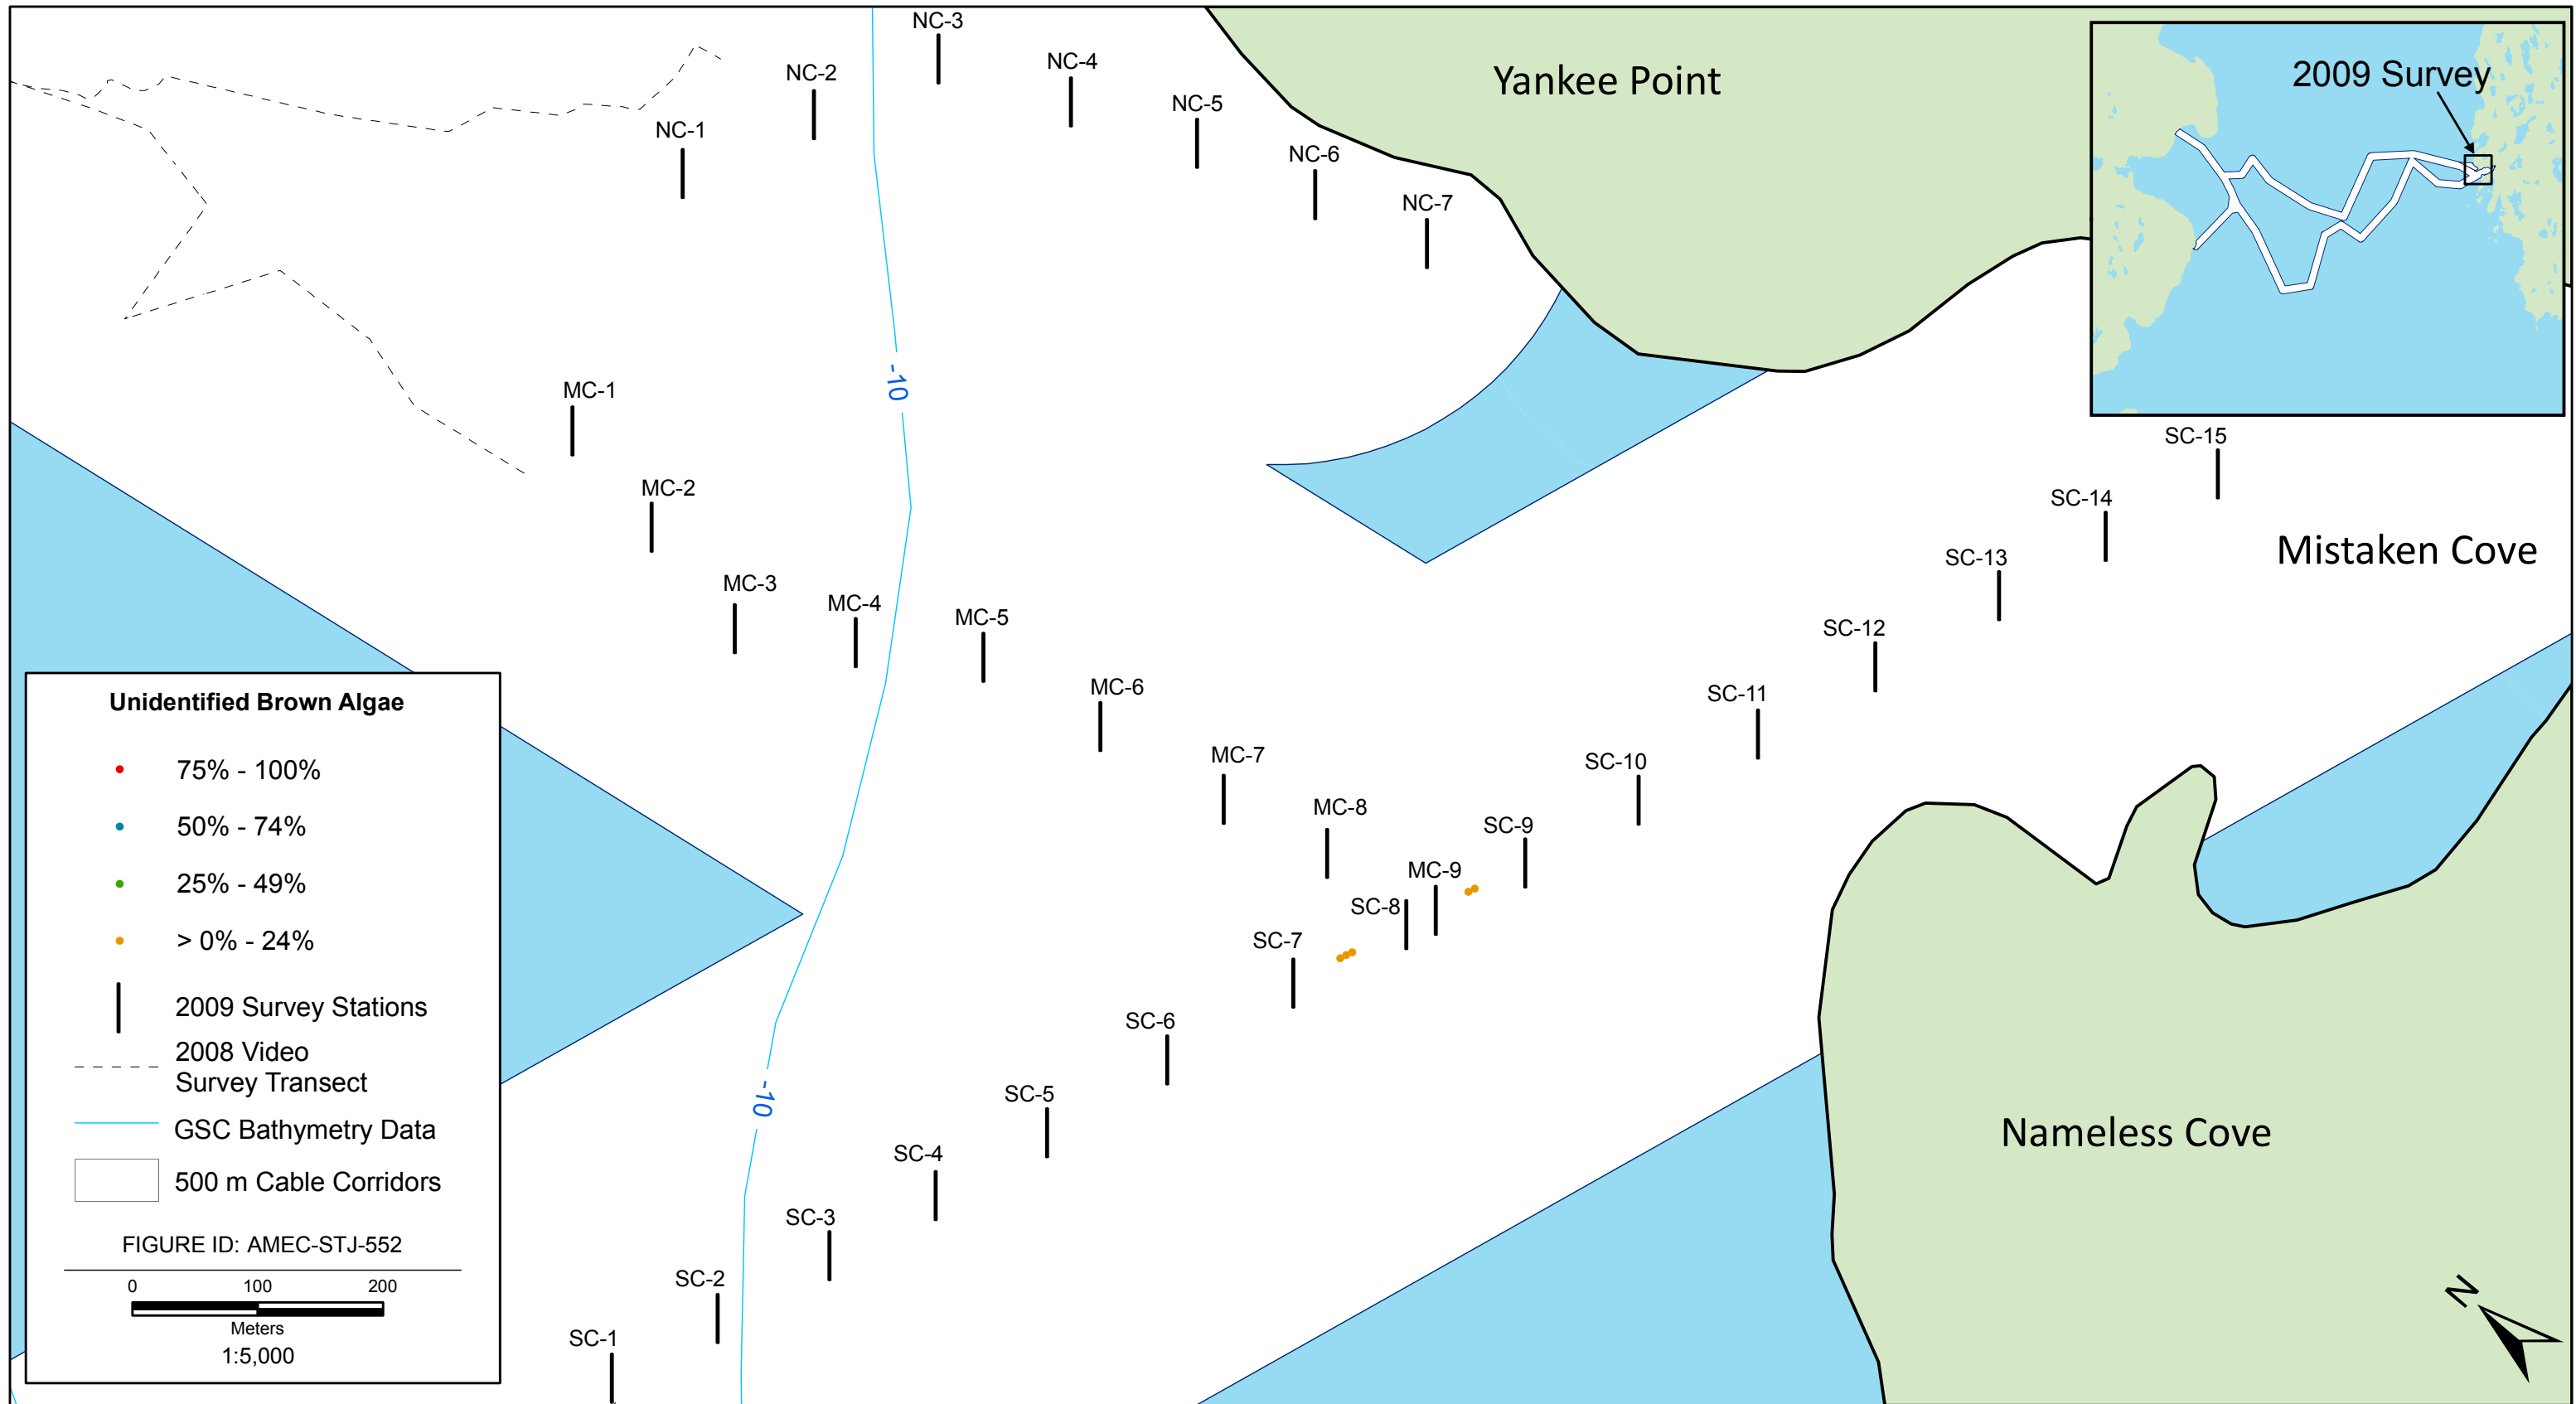 NC-3
NC-4
NC-2
NC-5
NC-1
NC-6
NC-7
Yankee Point
2009 Survey
MC-1
-10
MC-2
MC-3
MC-4
MC-5
MC-6
MC-7
MC-8
MC-9
SC-15
SC-14
SC-13
SC-12
SC-11
SC-10
SC-9
SC-8
SC-7
SC-6
SC-5
SC-4
SC-3
SC-2
SC-1
-10
Mistaken Cove
Nameless Cove
N
Unidentified Brown Algae
75% - 100%
50% - 74%
25% - 49%
> 0% - 24%
2009 Survey Stations
2008 Video
Survey Transect
GSC Bathymetry Data
500 m Cable Corridors
FIGURE ID: AMEC-STJ-552
0 100 200
Meters
1:5,000